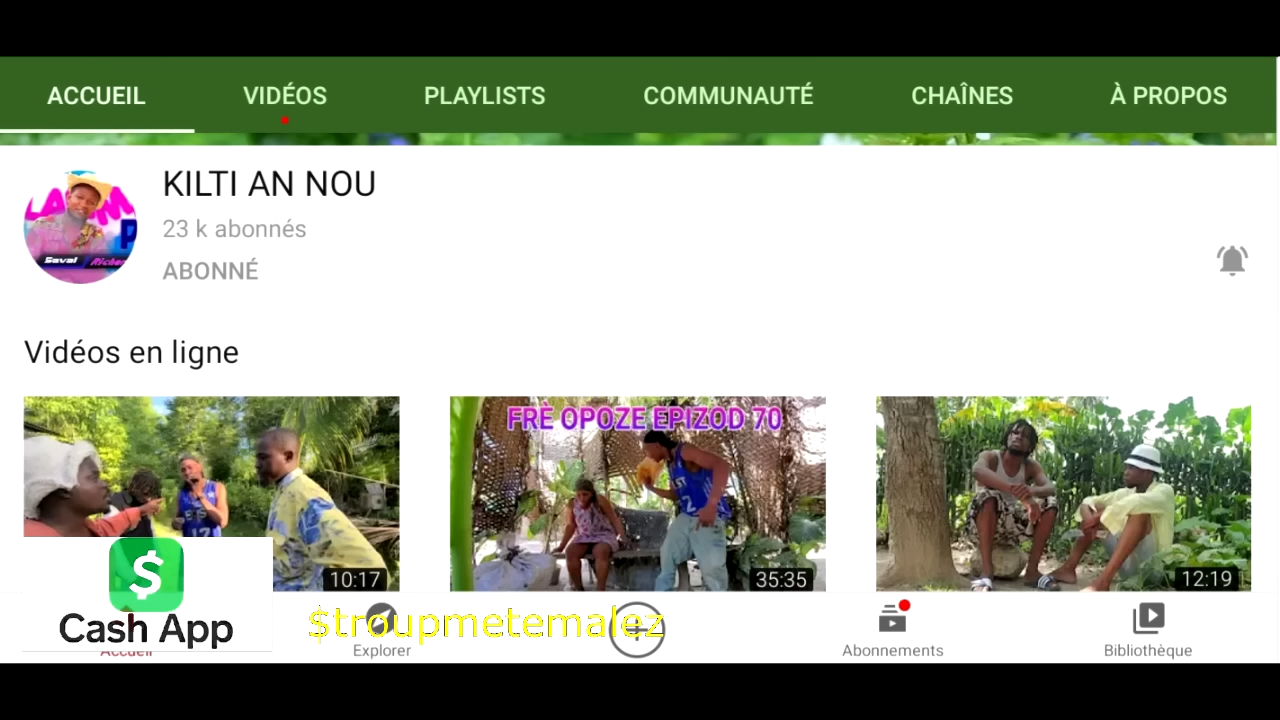 ACCUEIL VIDÉOS PLAYLISTS COMMUNAUTÉ CHAÎNES À PROPOS
KILTI AN NOU
23 k abonnés
ABONNÉ
Vidéos en ligne
FRÈ OPOZE EPIZOD 70
10:17 35:35 12:19
$
Cash App
$troupmetemalez
Accueil Explorer Abonnements Bibliothèque